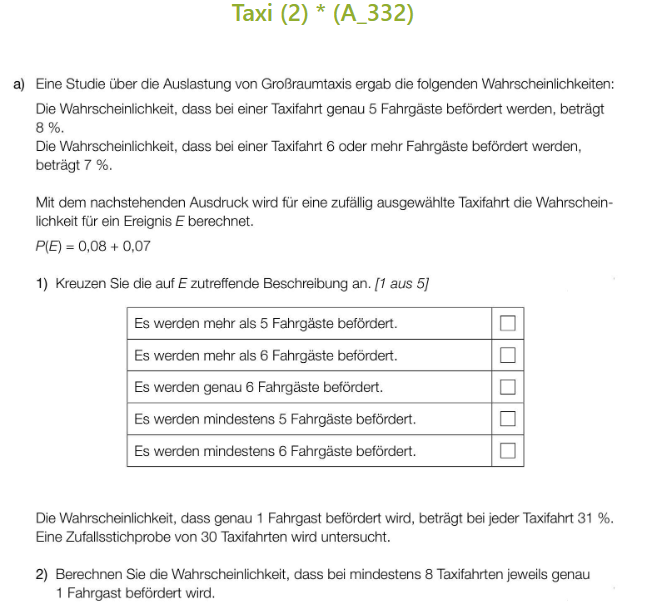 Taxi (2) * (A_332)
a) Eine Studie über die Auslastung von Großraumtaxis ergab die folgenden Wahrscheinlichkeiten:
Die Wahrscheinlichkeit, dass bei einer Taxifahrt genau 5 Fahrgäste befördert werden, beträgt
8 %.
Die Wahrscheinlichkeit, dass bei einer Taxifahrt 6 oder mehr Fahrgäste befördert werden,
beträgt 7 %.
Mit dem nachstehenden Ausdruck wird für eine zufällig ausgewählte Taxifahrt die Wahrschein-
lichkeit für ein Ereignis E berechnet.
P(E) = 0,08 + 0,07
1) Kreuzen Sie die auf E zutreffende Beschreibung an. [1 aus 5]
Es werden mehr als 5 Fahrgäste befördert.
Es werden mehr als 6 Fahrgäste befördert.
Es werden genau 6 Fahrgäste befördert.
Es werden mindestens 5 Fahrgäste befördert.
Es werden mindestens 6 Fahrgäste befördert.
Die Wahrscheinlichkeit, dass genau 1 Fahrgast befördert wird, beträgt bei jeder Taxifahrt 31 %.
Eine Zufallsstichprobe von 30 Taxifahrten wird untersucht.
2) Berechnen Sie die Wahrscheinlichkeit, dass bei mindestens 8 Taxifahrten jeweils genau
1 Fahrgast befördert wird.